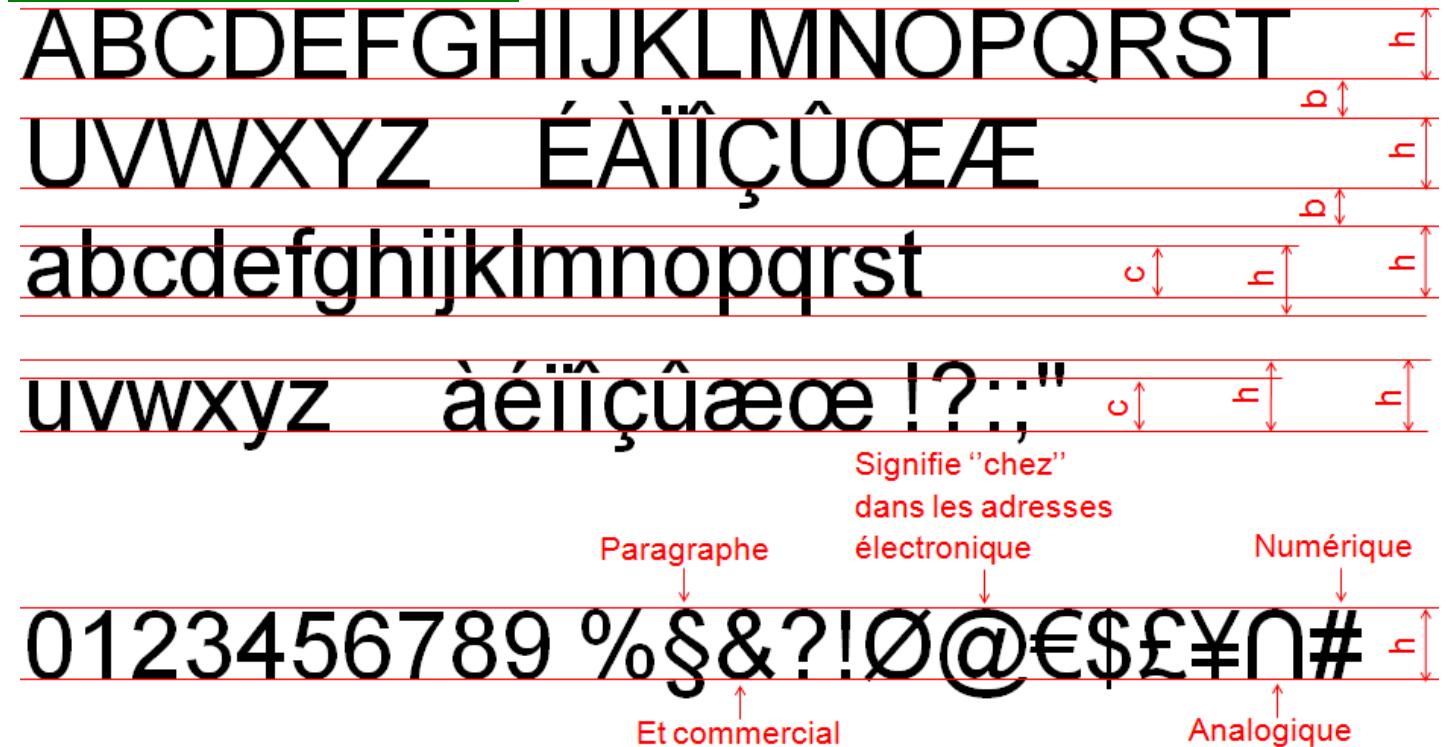 ABCDEFGHIJKLMNOPQRST h
b
UVWXYZ ÉÀÏÎÇÛŒÆ h
b
abcdefghijklmnopqrst c h h
uvwxyz àéïîçûæœ !?:;" c h h
Signifie ‘’chez’’
dans les adresses
Paragraphe électronique Numérique
0123456789 %§&?!Ø@€$£¥∩# h
Et commercial Analogique